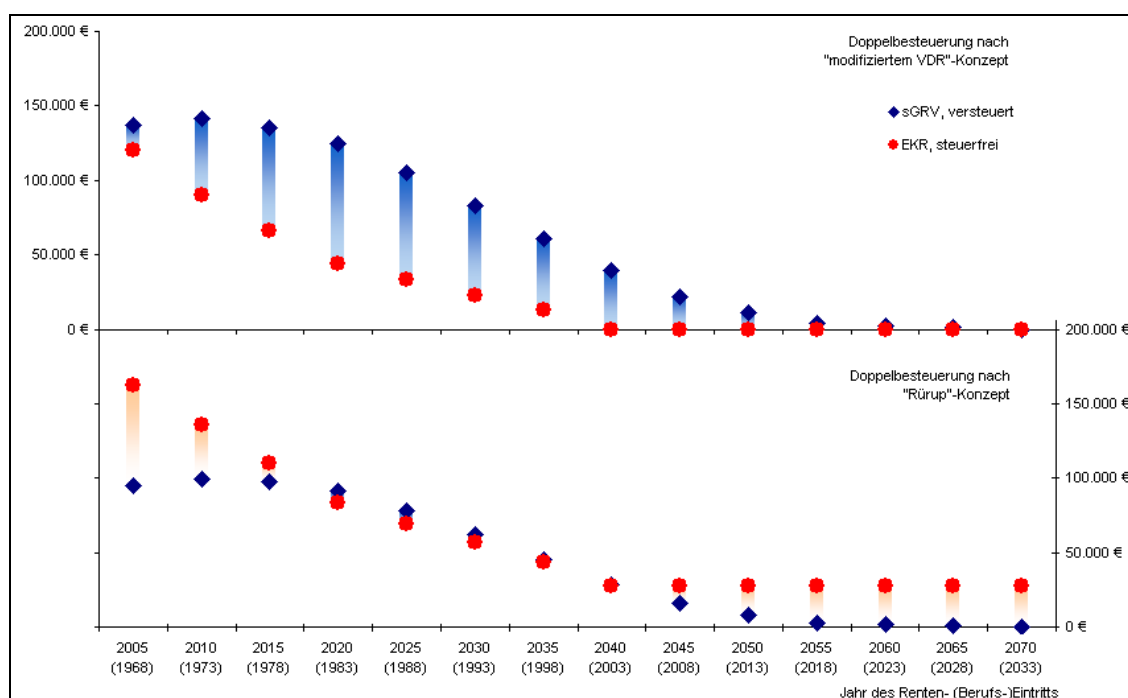 200.000 €
Doppelbesteuerung nach
"modifiziertem VDR"-Konzept
150.000 €
sGRV, versteuert
EKR, steuerfrei
100.000 €
50.000 €
0 €
200.000 €
Doppelbesteuerung nach
"Rürup"-Konzept
150.000 €
100.000 €
50.000 €
0 €
2005 2010 2015 2020 2025 2030 2035 2040 2045 2050 2055 2060 2065 2070
(1968) (1973) (1978) (1983) (1988) (1993) (1998) (2003) (2008) (2013) (2018) (2023) (2028) (2033)
Jahr des Renten- (Berufs-)Eintritts